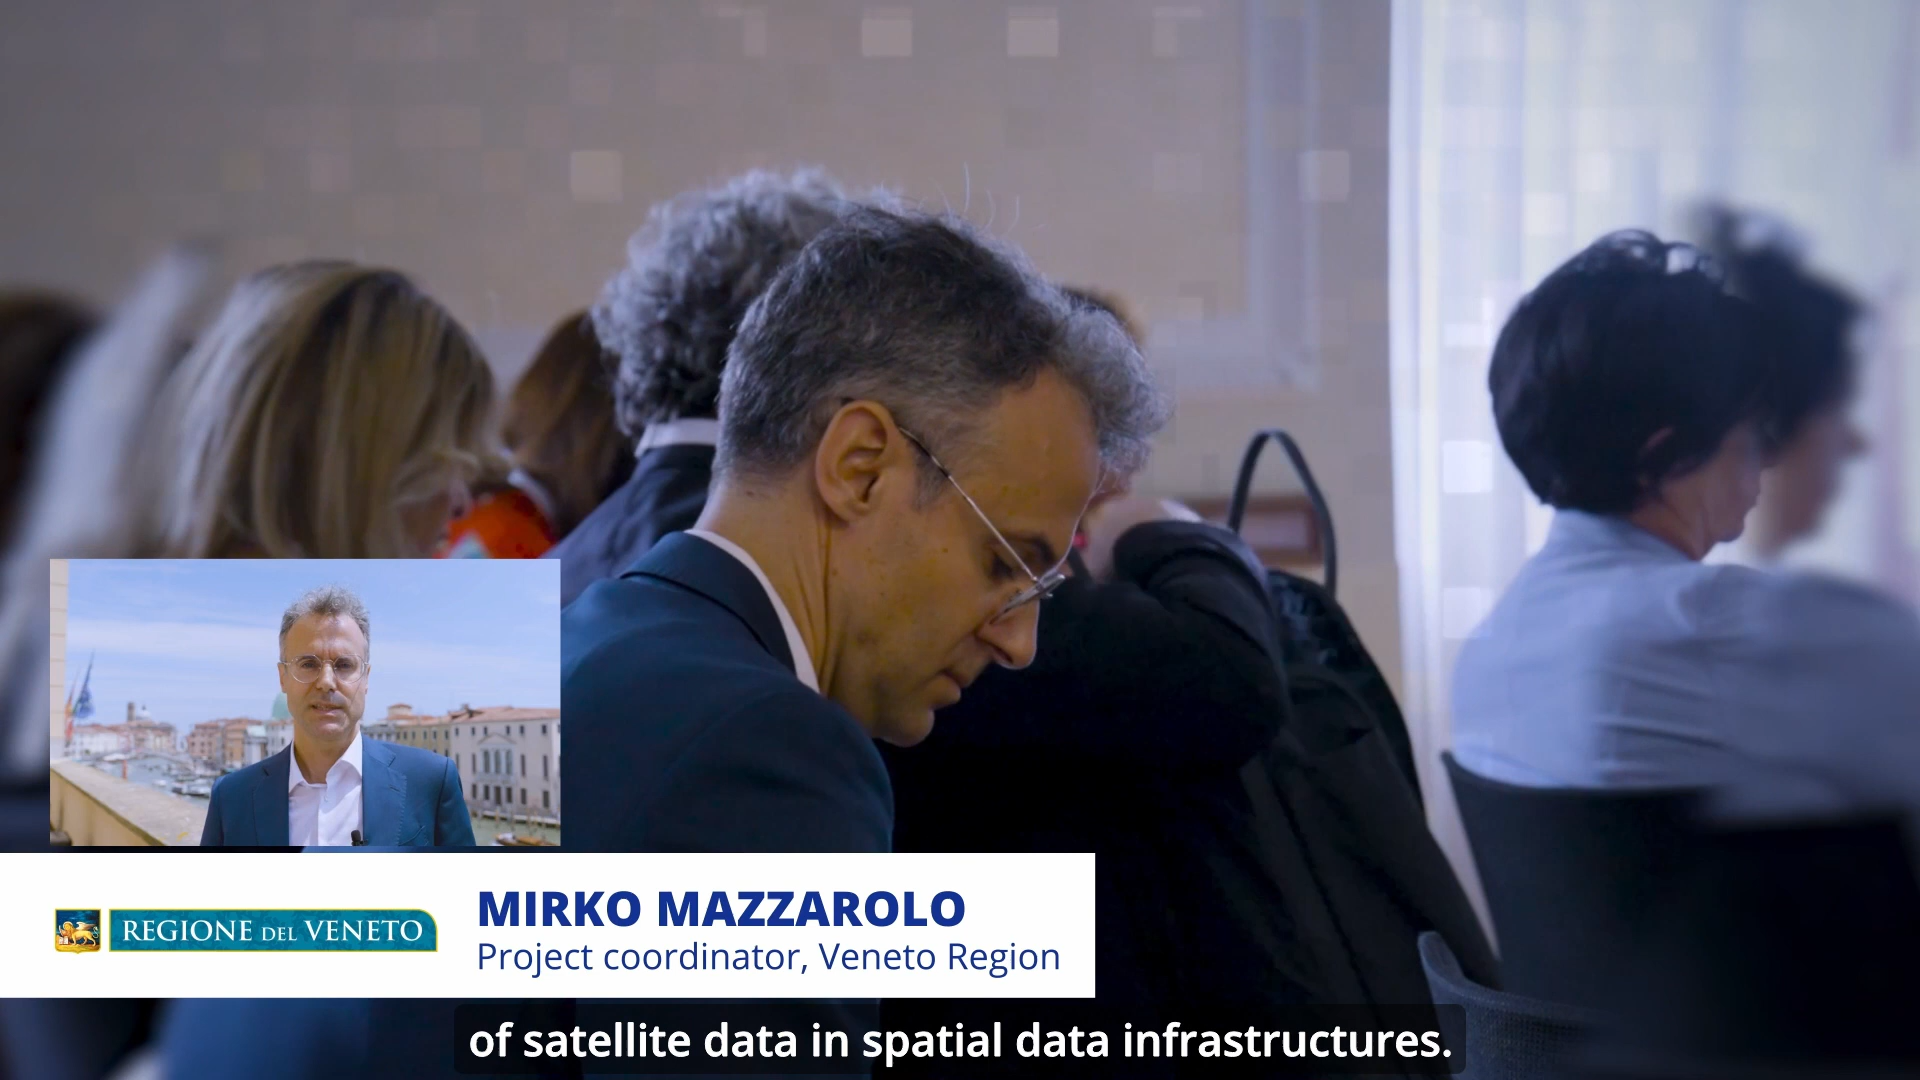 REGIONE DEL VENETO
MIRKO MAZZAROLO
Project coordinator, Veneto Region
of satellite data in spatial data infrastructures.